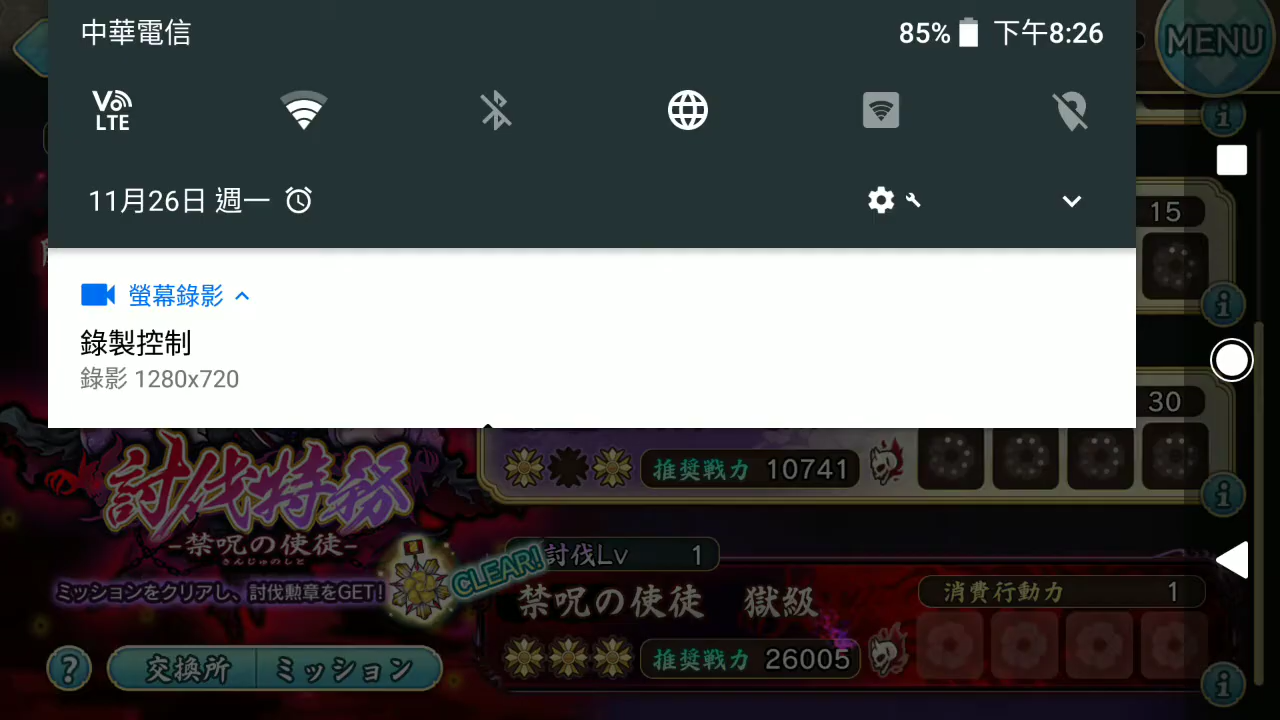 中華電信
85% 下午8:26
MENU
VoLTE
11月26日 週一
15
螢幕錄影
錄製控制
錄影 1280x720
30
討伐特務
-禁呪の使徒-
さんじゅのしと
ミッションをクリアし、討伐勲章をGET!
推奨戦力 10741
CLEAR!
討伐Lv 1
禁呪の使徒 獄級
消費行動力 1
推奨戦力 26005
? 交換所 ミッション